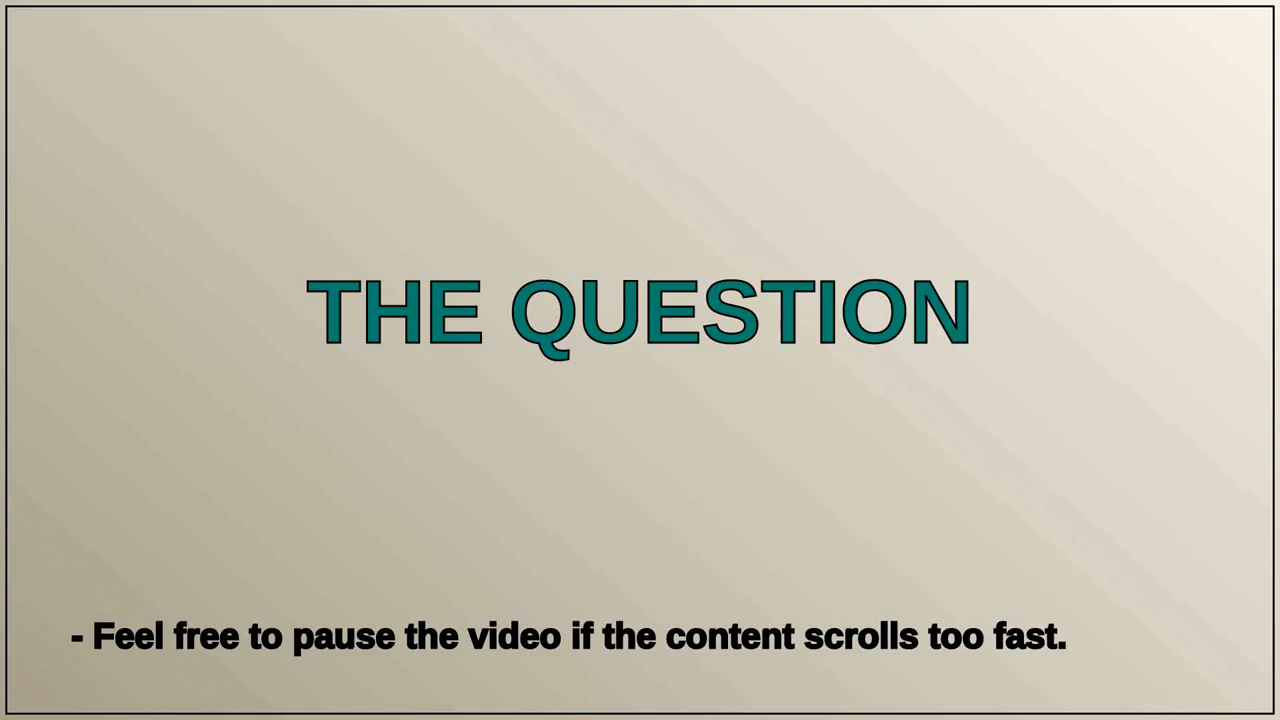 THE QUESTION
- Feel free to pause the video if the content scrolls too fast.